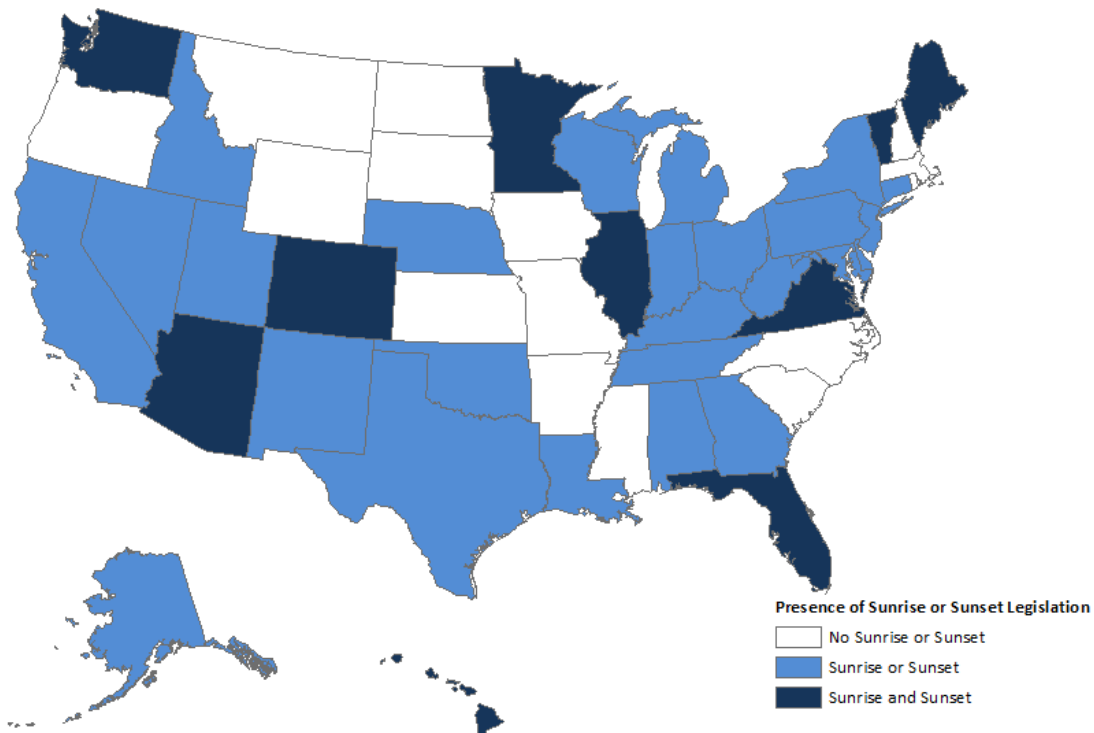 Presence of Sunrise or Sunset Legislation
No Sunrise or Sunset
Sunrise or Sunset
Sunrise and Sunset